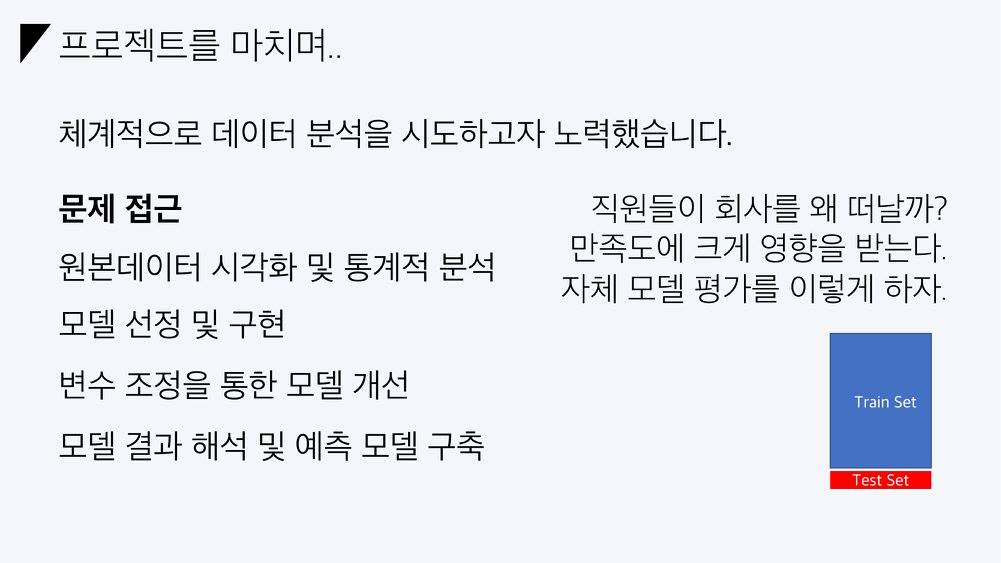 프로젝트를 마치며..
체계적으로 데이터 분석을 시도하고자 노력했습니다.
문제 접근
원본데이터 시각화 및 통계적 분석
모델 선정 및 구현
변수 조정을 통한 모델 개선
모델 결과 해석 및 예측 모델 구축
직원들이 회사를 왜 떠날까?
만족도에 크게 영향을 받는다.
자체 모델 평가를 이렇게 하자.
Train Set
Test Set